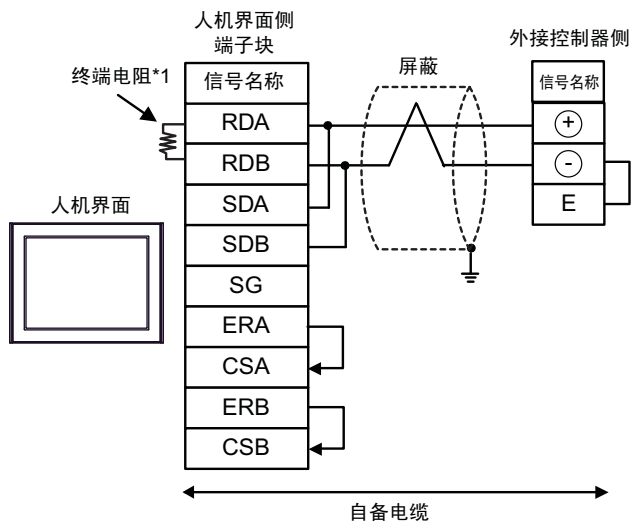 人机界面侧
端子块
外接控制器侧
终端电阻*1
屏蔽
信号名称
信号名称
RDA
+
RDB
-
人机界面
SDA
E
SDB
SG
ERA
CSA
ERB
CSB
自备电缆